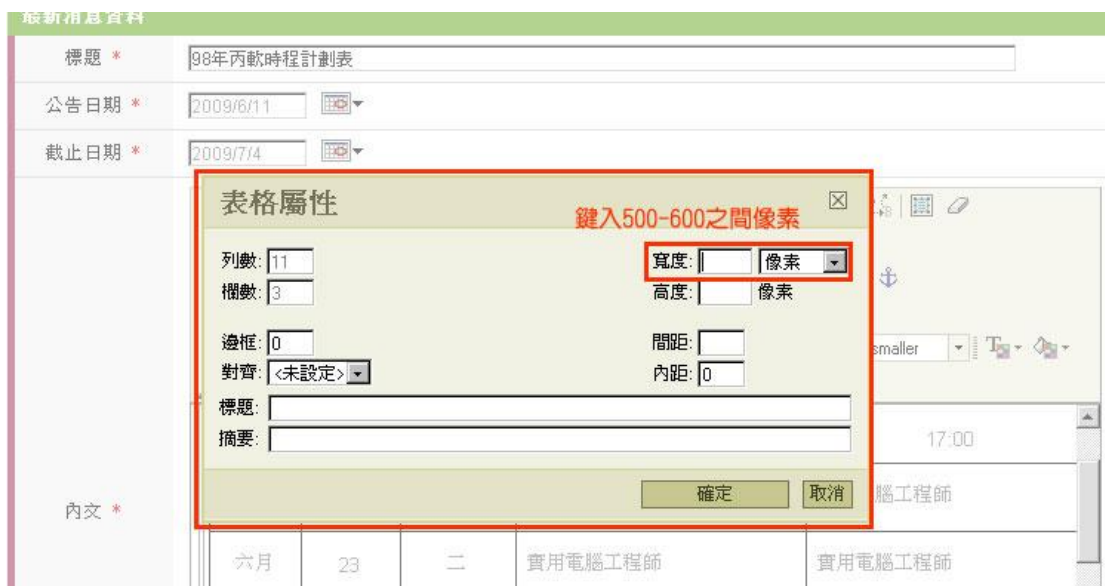 最新消息資料
標題 *
98年丙軟時程計劃表
公告日期 *
2009/6/11
截止日期 *
2009/7/4
表格屬性
鍵入500-600之間像素
列數: 11
寬度: 像素
欄數: 3
高度: 像素
邊框: 0
間距:
對齊: <未設定>
內距: 0
標題:
摘要:
確定
取消
smaller
17:00
內文 *
腦工程師
六月 23 二 實用電腦工程師 實用電腦工程師